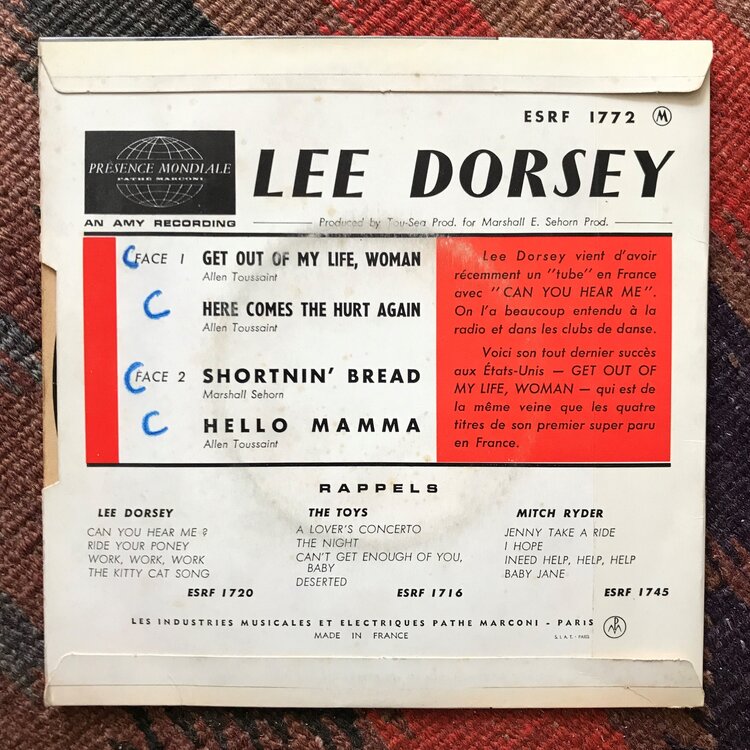 ESRF 1772 M
PRÉSENCE MONDIALE
PATHÉ MARCONI
LEE DORSEY
AN AMY RECORDING
Produced by Tou-Sea Prod. for Marshall E. Sehorn Prod.
C FACE 1 GET OUT OF MY LIFE, WOMAN
Allen Toussaint
C HERE COMES THE HURT AGAIN
Allen Toussaint
C FACE 2 SHORTNIN' BREAD
Marshall Sehorn
C HELLO MAMMA
Allen Toussaint
Lee Dorsey vient d'avoir
récemment un "tube" en France
avec "CAN YOU HEAR ME".
On l'a beaucoup entendu à la
radio et dans les clubs de danse.
Voici son tout dernier succès
aux États-Unis — GET OUT OF
MY LIFE, WOMAN — qui est de
la même veine que les quatre
titres de son premier super paru
en France.
RAPPELS
LEE DORSEY
CAN YOU HEAR ME ?
RIDE YOUR PONEY
WORK, WORK, WORK
THE KITTY CAT SONG
ESRF 1720
THE TOYS
A LOVER'S CONCERTO
THE NIGHT
CAN'T GET ENOUGH OF YOU,
BABY
DESERTED
ESRF 1716
MITCH RYDER
JENNY TAKE A RIDE
I HOPE
INEED HELP, HELP, HELP
BABY JANE
ESRF 1745
LES INDUSTRIES MUSICALES ET ELECTRIQUES PATHE MARCONI - PARIS
MADE IN FRANCE
S.I.A.T. - PARIS